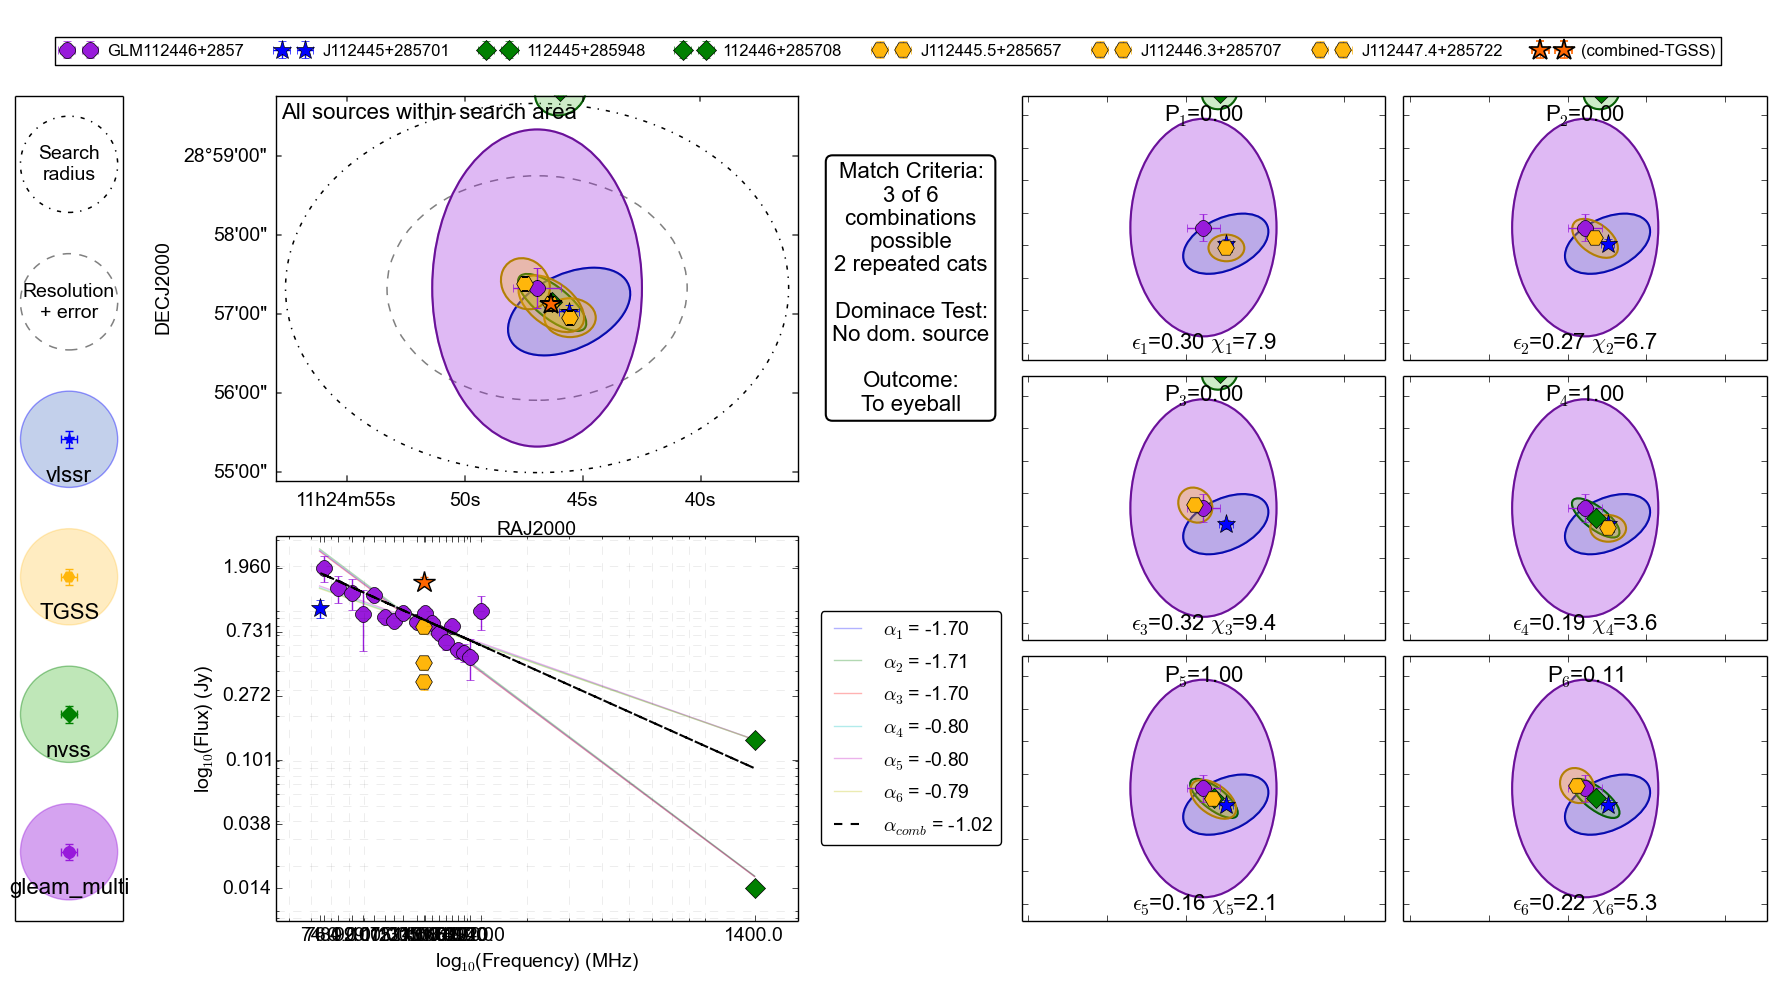 GLM112446+2857 J112445+285701 112445+285948 112446+285708 J112445.5+285657 J112446.3+285707 J112447.4+285722 (combined-TGSS)
Search
radius
Resolution
+ error
vlssr
TGSS
nvss
gleam_multi
All sources within search area
DECJ2000
28°59'00"
58'00"
57'00"
56'00"
55'00"
11h24m55s 50s 45s 40s
RAJ2000
Match Criteria:
3 of 6
combinations
possible
2 repeated cats
Dominace Test:
No dom. source
Outcome:
To eyeball
P1=0.00
ϵ1=0.30 χ1=7.9
P2=0.00
ϵ2=0.27 χ2=6.7
P3=0.00
ϵ3=0.32 χ3=9.4
P4=1.00
ϵ4=0.19 χ4=3.6
P5=1.00
ϵ5=0.16 χ5=2.1
P6=0.11
ϵ6=0.22 χ6=5.3
log10(Flux) (Jy)
1.960
0.731
0.272
0.101
0.038
0.014
1400.0
log10(Frequency) (MHz)
α1 = -1.70
α2 = -1.71
α3 = -1.70
α4 = -0.80
α5 = -0.80
α6 = -0.79
αcomb = -1.02